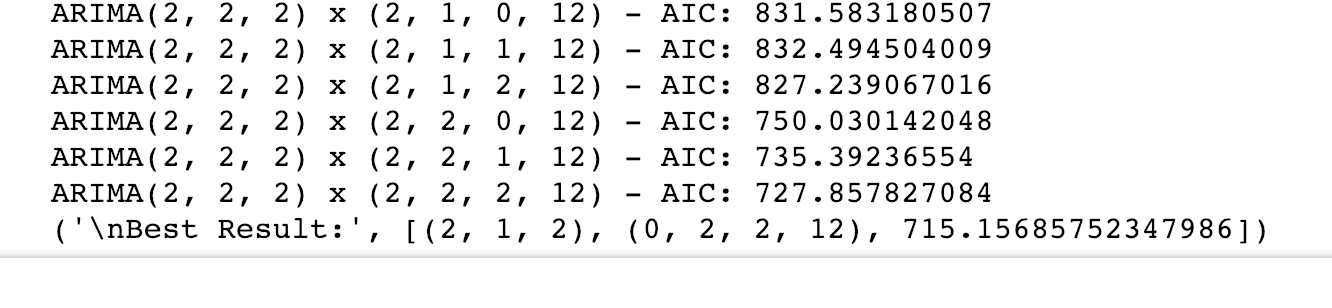 ARIMA(2, 2, 2) x (2, 1, 0, 12) - AIC: 831.583180507
ARIMA(2, 2, 2) x (2, 1, 1, 12) - AIC: 832.494504009
ARIMA(2, 2, 2) x (2, 1, 2, 12) - AIC: 827.239067016
ARIMA(2, 2, 2) x (2, 2, 0, 12) - AIC: 750.030142048
ARIMA(2, 2, 2) x (2, 2, 1, 12) - AIC: 735.39236554
ARIMA(2, 2, 2) x (2, 2, 2, 12) - AIC: 727.857827084
('\nBest Result:', [(2, 1, 2), (0, 2, 2, 12), 715.15685752347986])